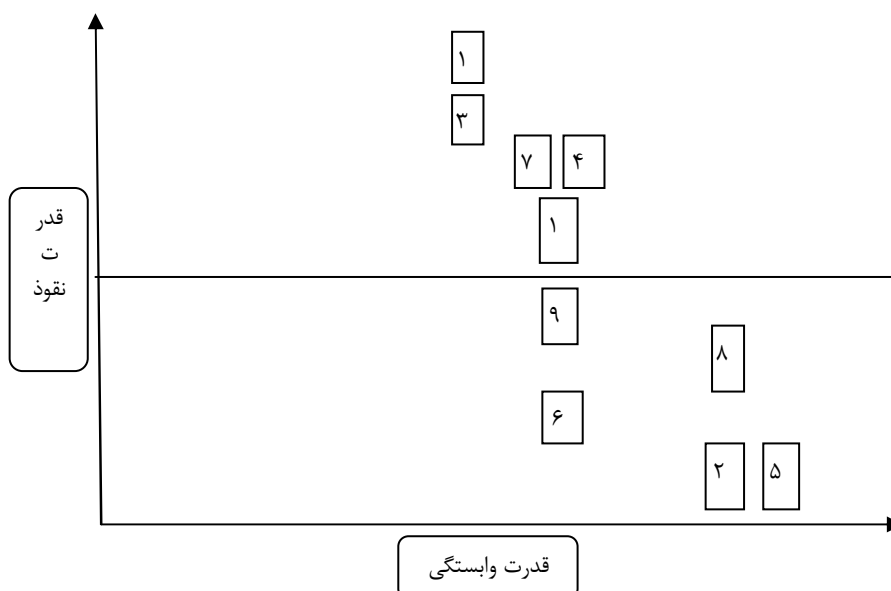 ۱
۳
۷ ۴
۱
قدر
ت
نقوذ
۹
۸
۶
۲ ۵
قدرت وابستگی